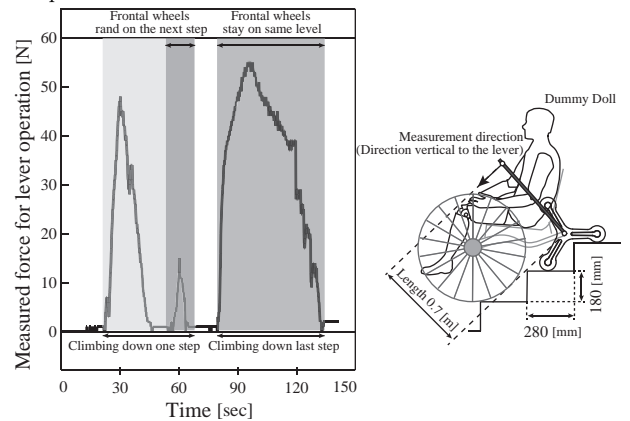 Frontal wheels
rand on the next step
Frontal wheels
stay on same level
Measured force for lever operation [N]
60
50
40
30
20
10
0
Climbing down one step
Climbing down last step
0
30
60
90
120
150
Time [sec]
Dummy Doll
Measurement direction
(Direction vertical to the lever)
Length 0.7 [m]
180 [mm]
280 [mm]